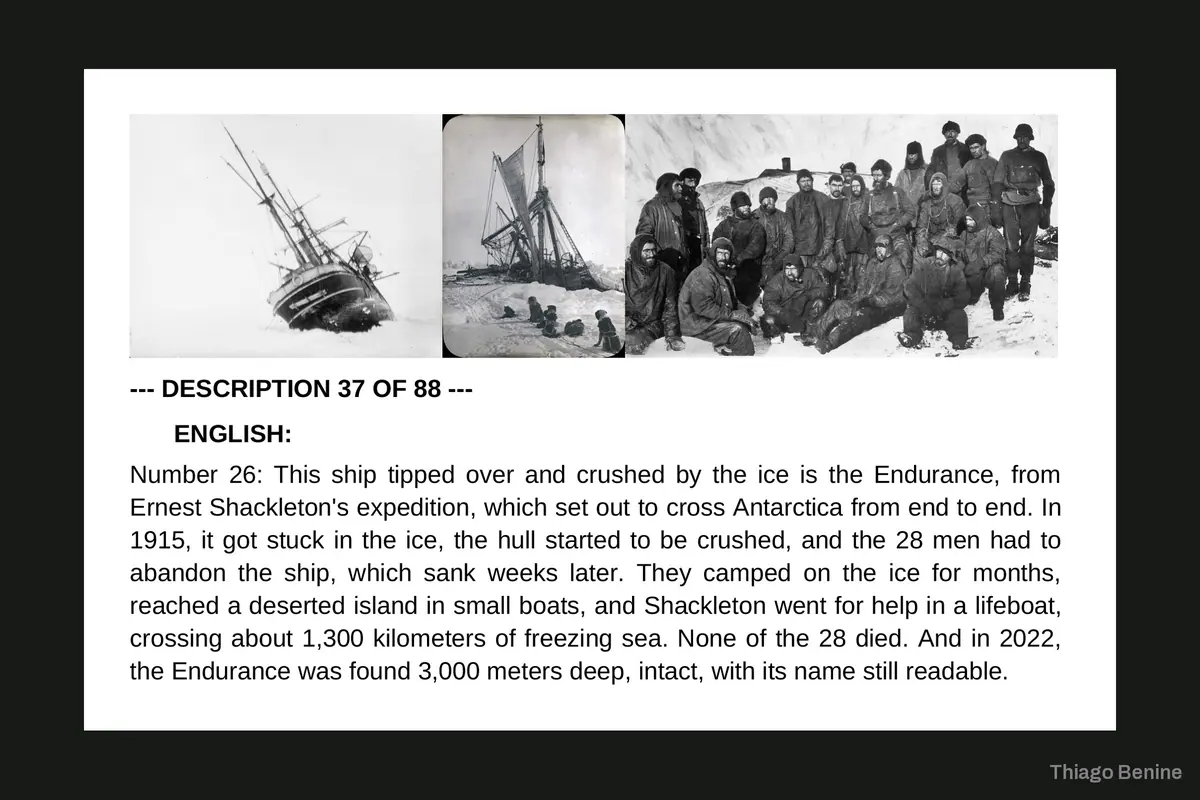 --- DESCRIPTION 37 OF 88 ---
ENGLISH:
Number 26: This ship tipped over and crushed by the ice is the Endurance, from
Ernest Shackleton's expedition, which set out to cross Antarctica from end to end. In
1915, it got stuck in the ice, the hull started to be crushed, and the 28 men had to
abandon the ship, which sank weeks later. They camped on the ice for months,
reached a deserted island in small boats, and Shackleton went for help in a lifeboat,
crossing about 1,300 kilometers of freezing sea. None of the 28 died. And in 2022,
the Endurance was found 3,000 meters deep, intact, with its name still readable.
Thiago Benine